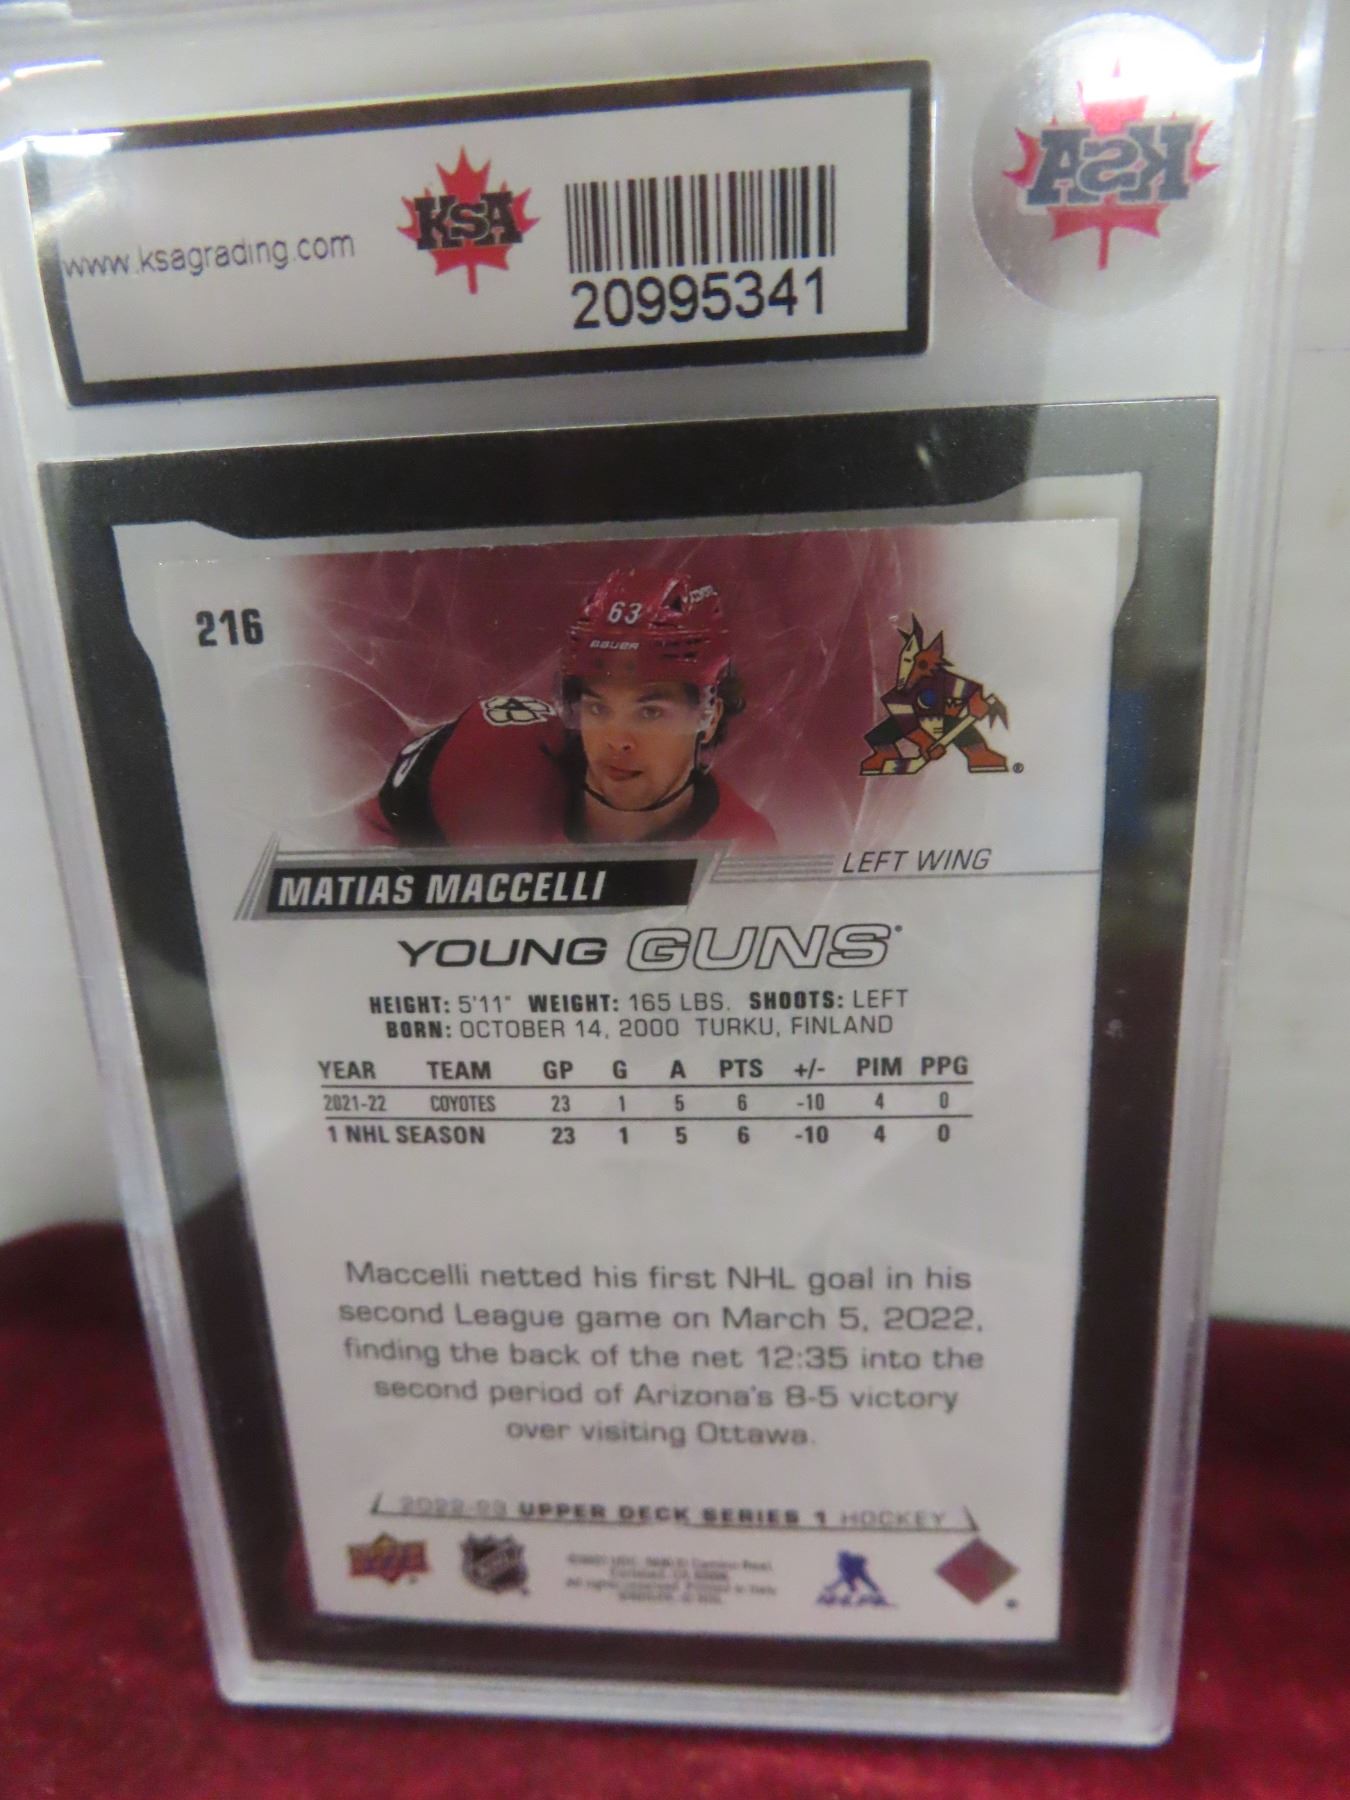 www.ksagrading.com
KSA
20995341
KSA
216
63
BAUER
MATIAS MACCELLI
LEFT WING
YOUNG GUNS
HEIGHT: 5'11" WEIGHT: 165 LBS. SHOOTS: LEFT
BORN: OCTOBER 14, 2000 TURKU, FINLAND
YEAR TEAM GP G A PTS +/- PIM PPG
2021-22 COYOTES 23 1 5 6 -10 4 0
1 NHL SEASON 23 1 5 6 -10 4 0
Maccelli netted his first NHL goal in his
second League game on March 5, 2022,
finding the back of the net 12:35 into the
second period of Arizona's 8-5 victory
over visiting Ottawa.
2022-23 UPPER DECK SERIES 1 HOCKEY